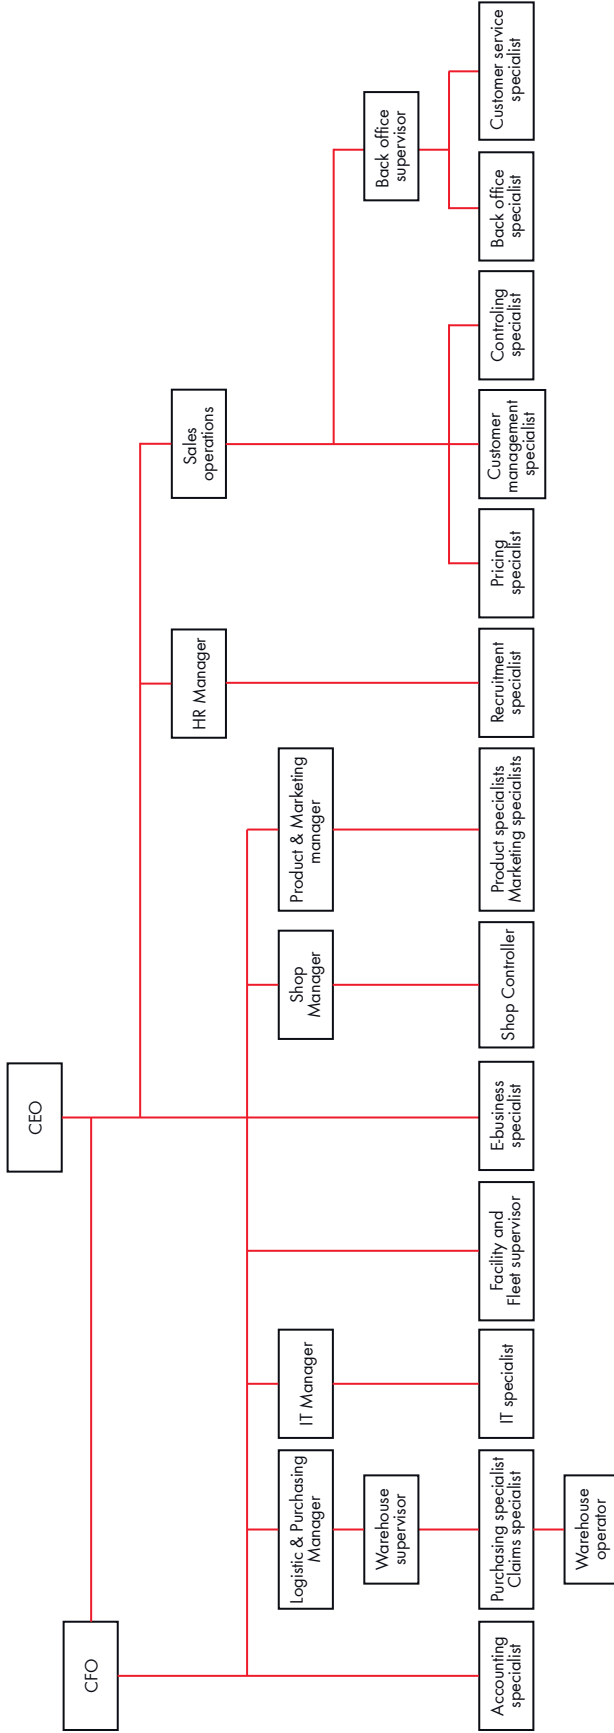 CEO
CFO
HR Manager
Sales
operations
Logistic & Purchasing
Manager
IT Manager
Shop
Manager
Product & Marketing
manager
Warehouse
supervisor
Back office
supervisor
Accounting
specialist
Purchasing specialist
Claims specialist
IT specialist
Facility and
Fleet supervisor
E-business
specialist
Shop Controller
Product specialists
Marketing specialists
Recruitment
specialist
Pricing
specialist
Customer
management
specialist
Controling
specialist
Back office
specialist
Customer service
specialist
Warehouse
operator